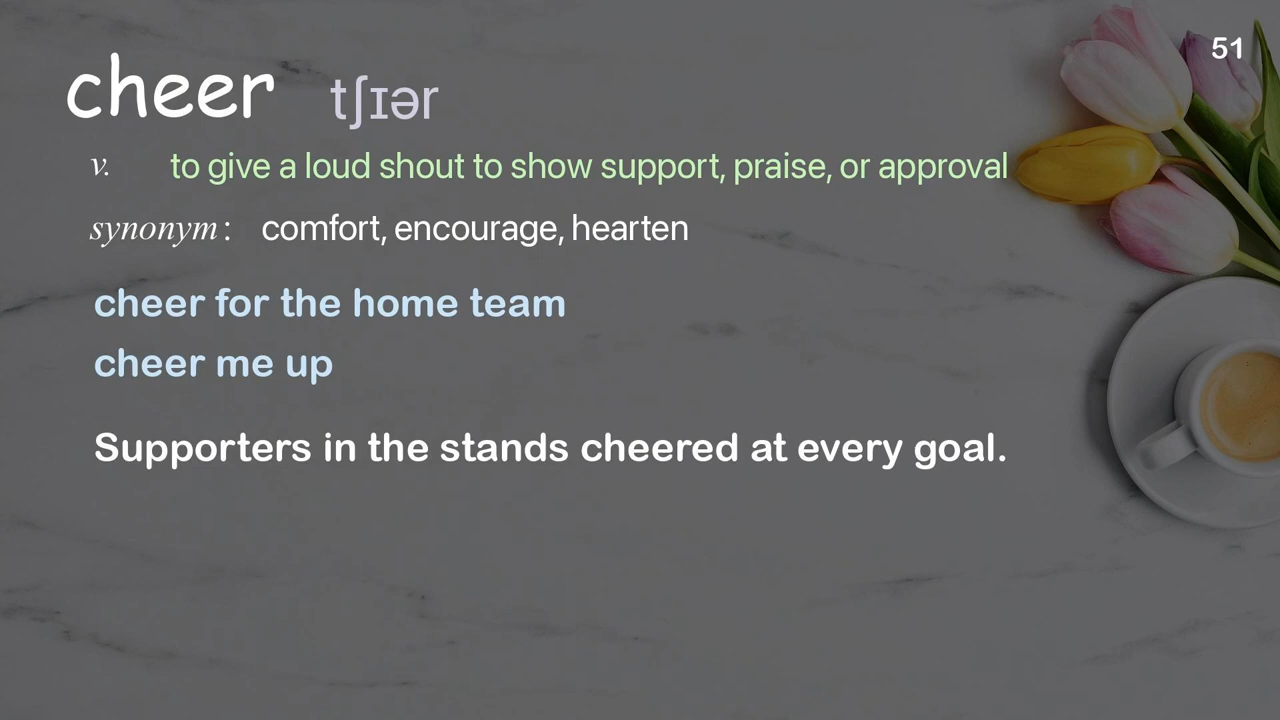 51
cheer tʃɪər
v. to give a loud shout to show support, praise, or approval
synonym: comfort, encourage, hearten
cheer for the home team
cheer me up
Supporters in the stands cheered at every goal.